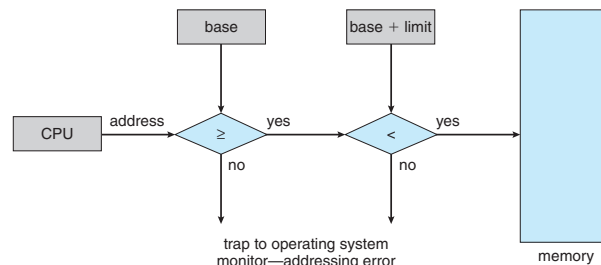 base
base + limit
CPU
address
≥
yes
<
yes
no
no
trap to operating system
monitor—addressing error
memory